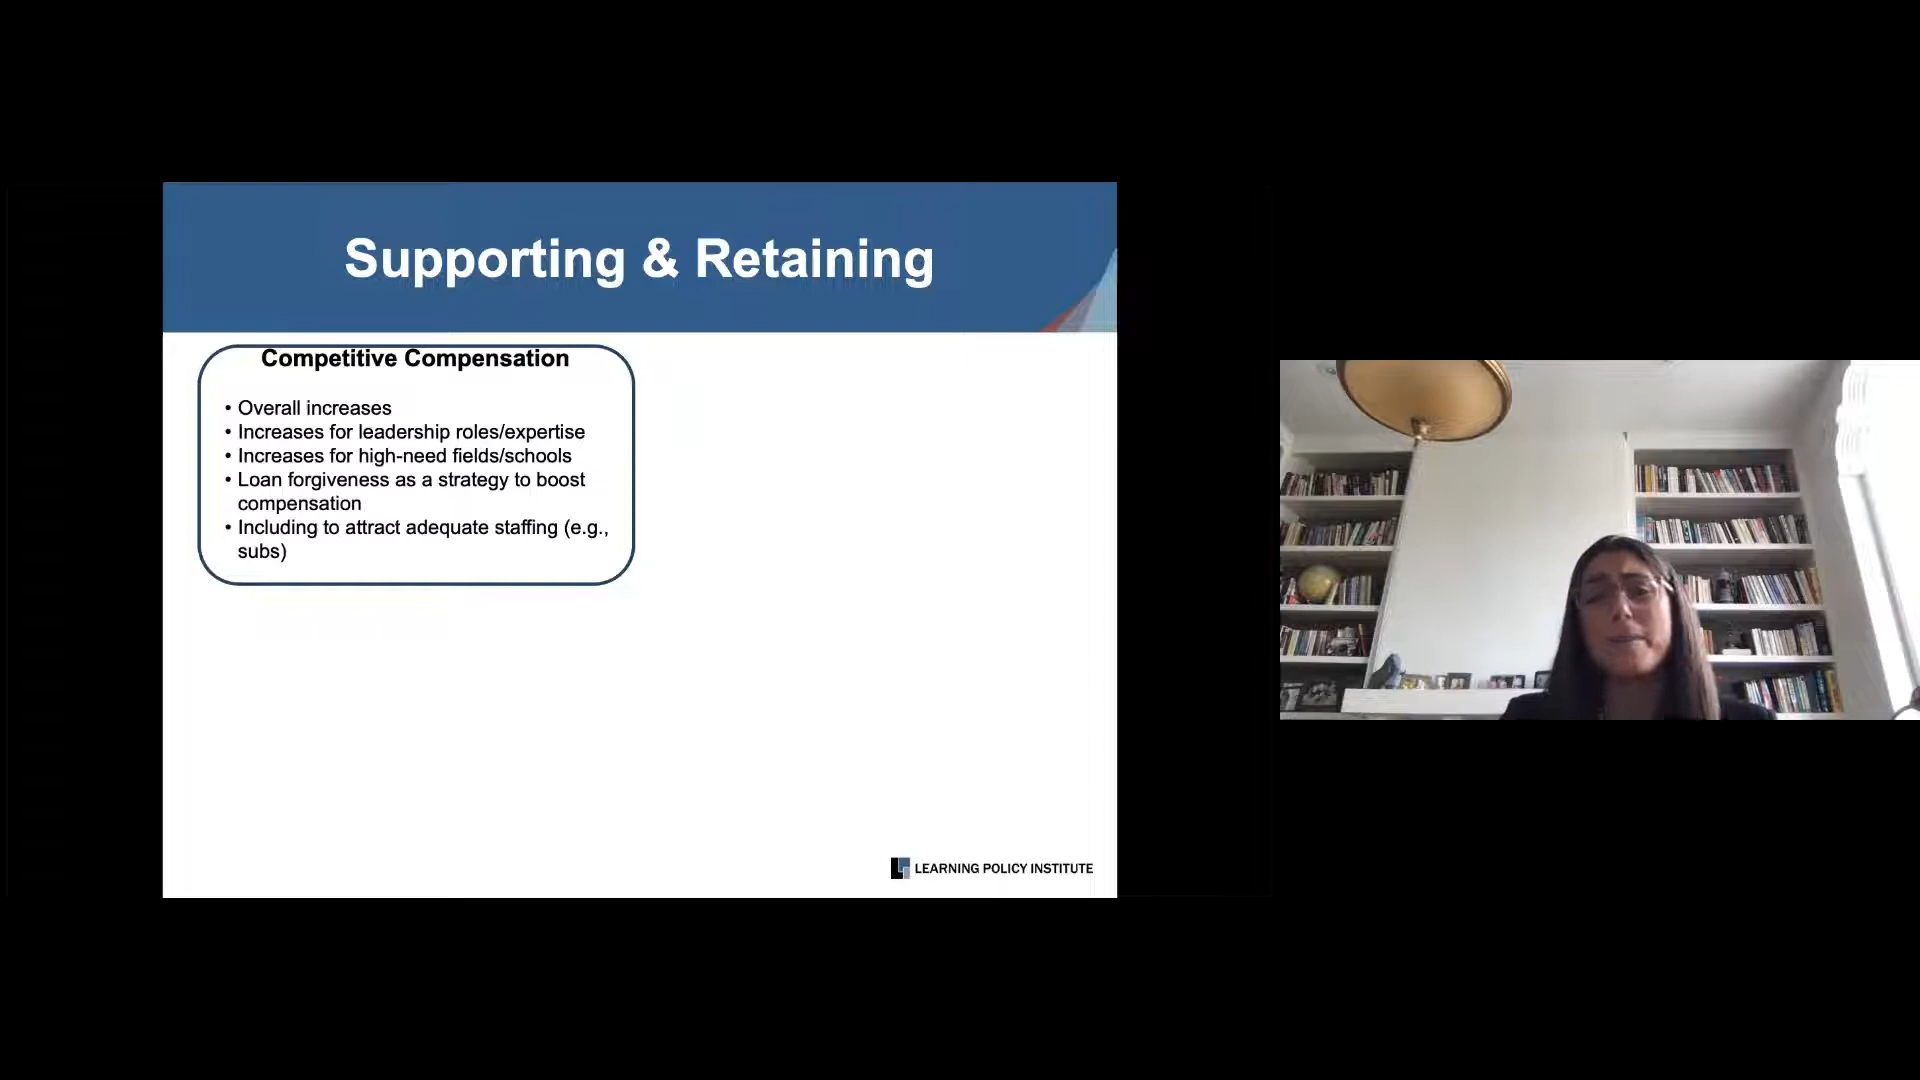 Supporting & Retaining
Competitive Compensation
• Overall increases
• Increases for leadership roles/expertise
• Increases for high-need fields/schools
• Loan forgiveness as a strategy to boost
compensation
• Including to attract adequate staffing (e.g.,
subs)
LEARNING POLICY INSTITUTE